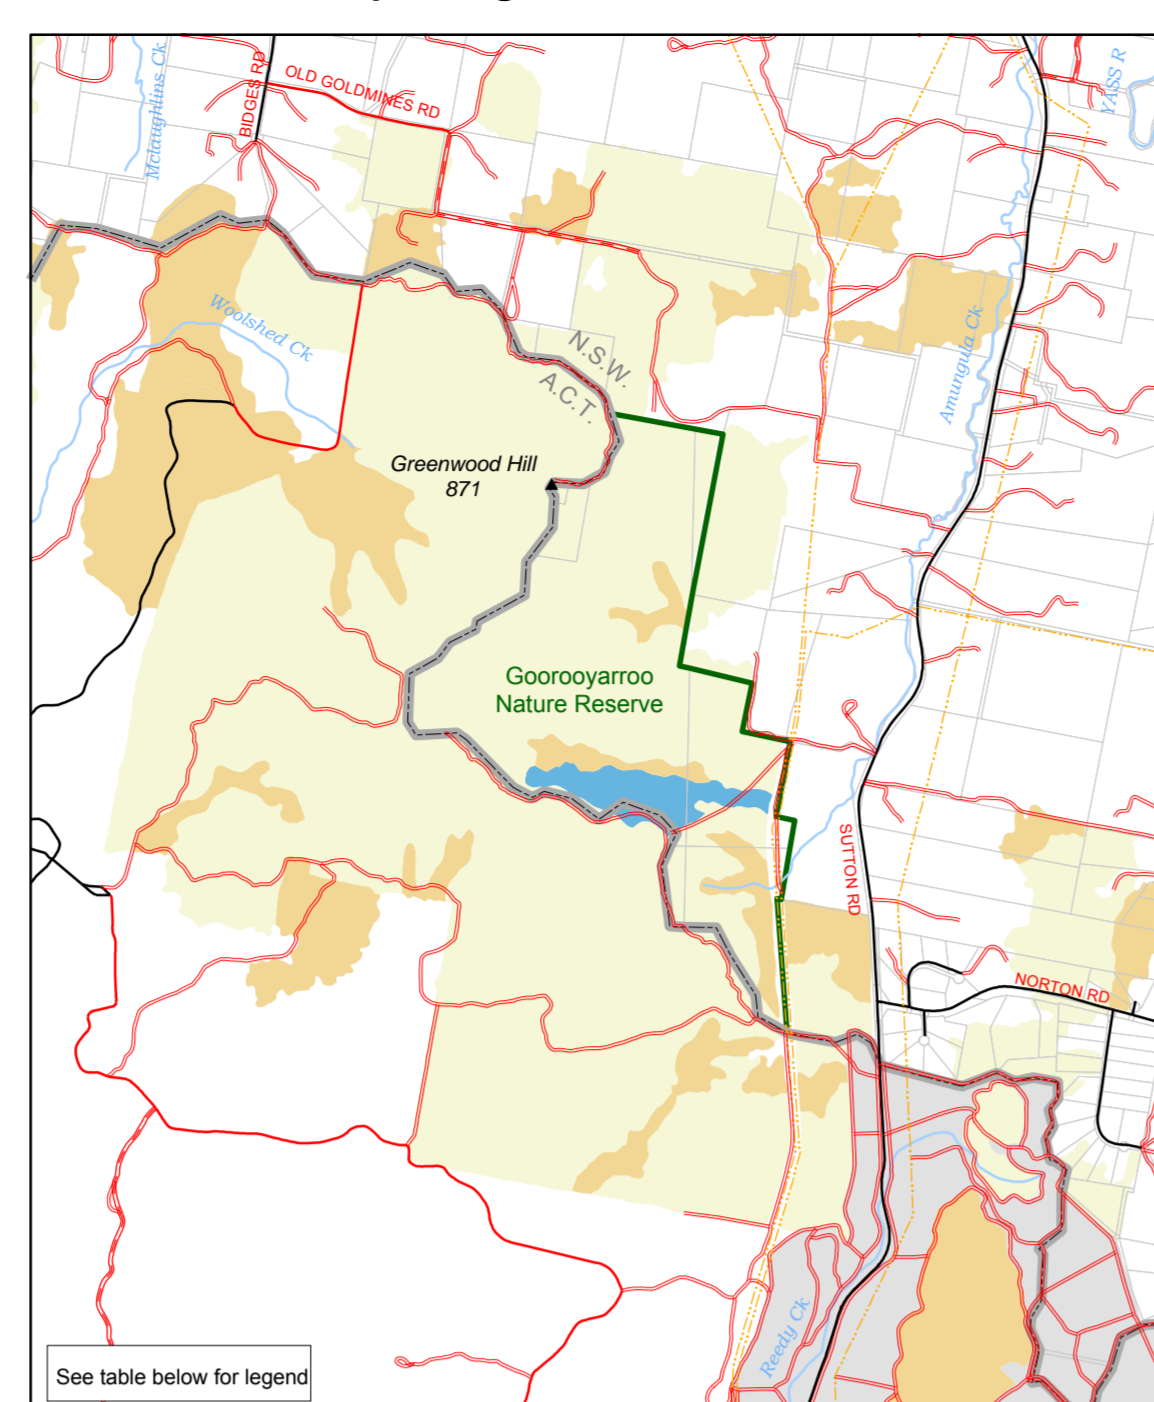 Mclaughlins Ck
BIDGES RD
OLD GOLDMINES RD
YASS R
Woolshed Ck
N.S.W.
A.C.T.
Amungula Ck
Greenwood Hill
871
Goorooyarroo
Nature Reserve
SUTTON RD
NORTON RD
Reedy Ck
See table below for legend